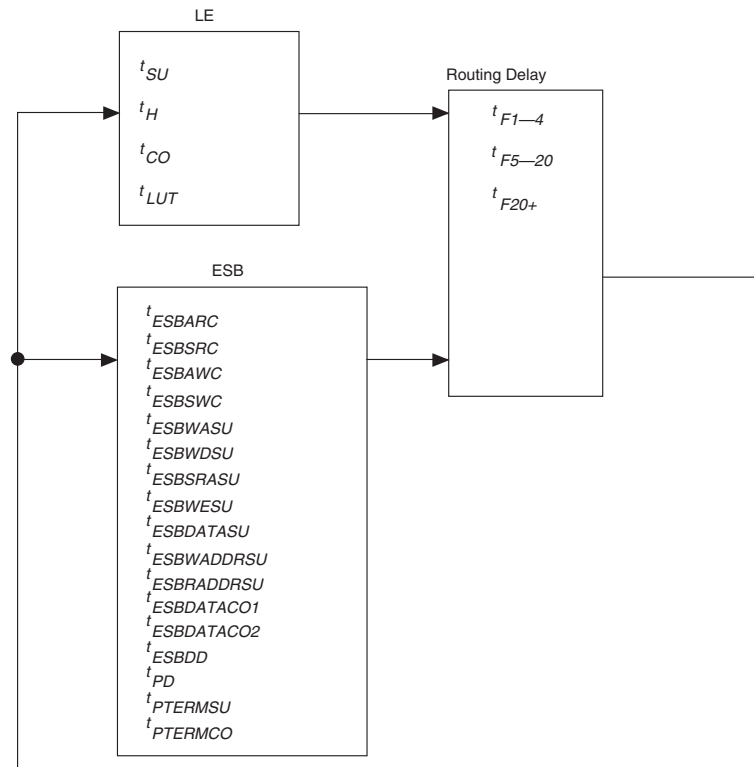 LE
tSU
tH
tCO
tLUT
Routing Delay
tF1—4
tF5—20
tF20+
ESB
tESBARC
tESBSRC
tESBAWC
tESBSWC
tESBWASU
tESBWDSU
tESBSRASU
tESBWESU
tESBDATASU
tESBWADDRSU
tESBRADDRSU
tESBDATACO1
tESBDATACO2
tESBDD
tPD
tPTERMSU
tPTERMCO